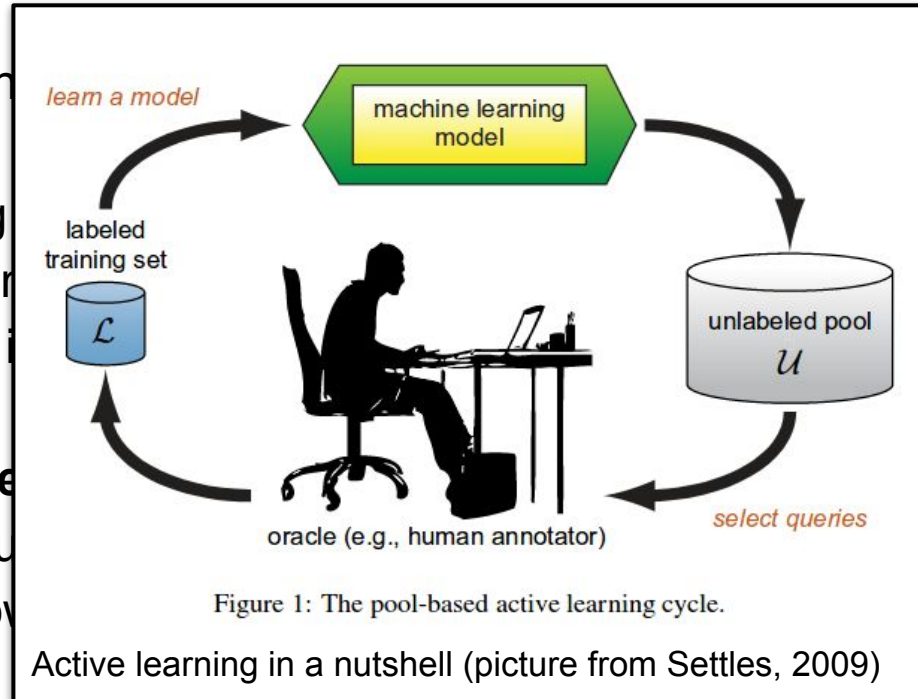 learn a model
machine learning
model
labeled
training set
L
unlabeled pool
U
select queries
oracle (e.g., human annotator)
Figure 1: The pool-based active learning cycle.
Active learning in a nutshell (picture from Settles, 2009)